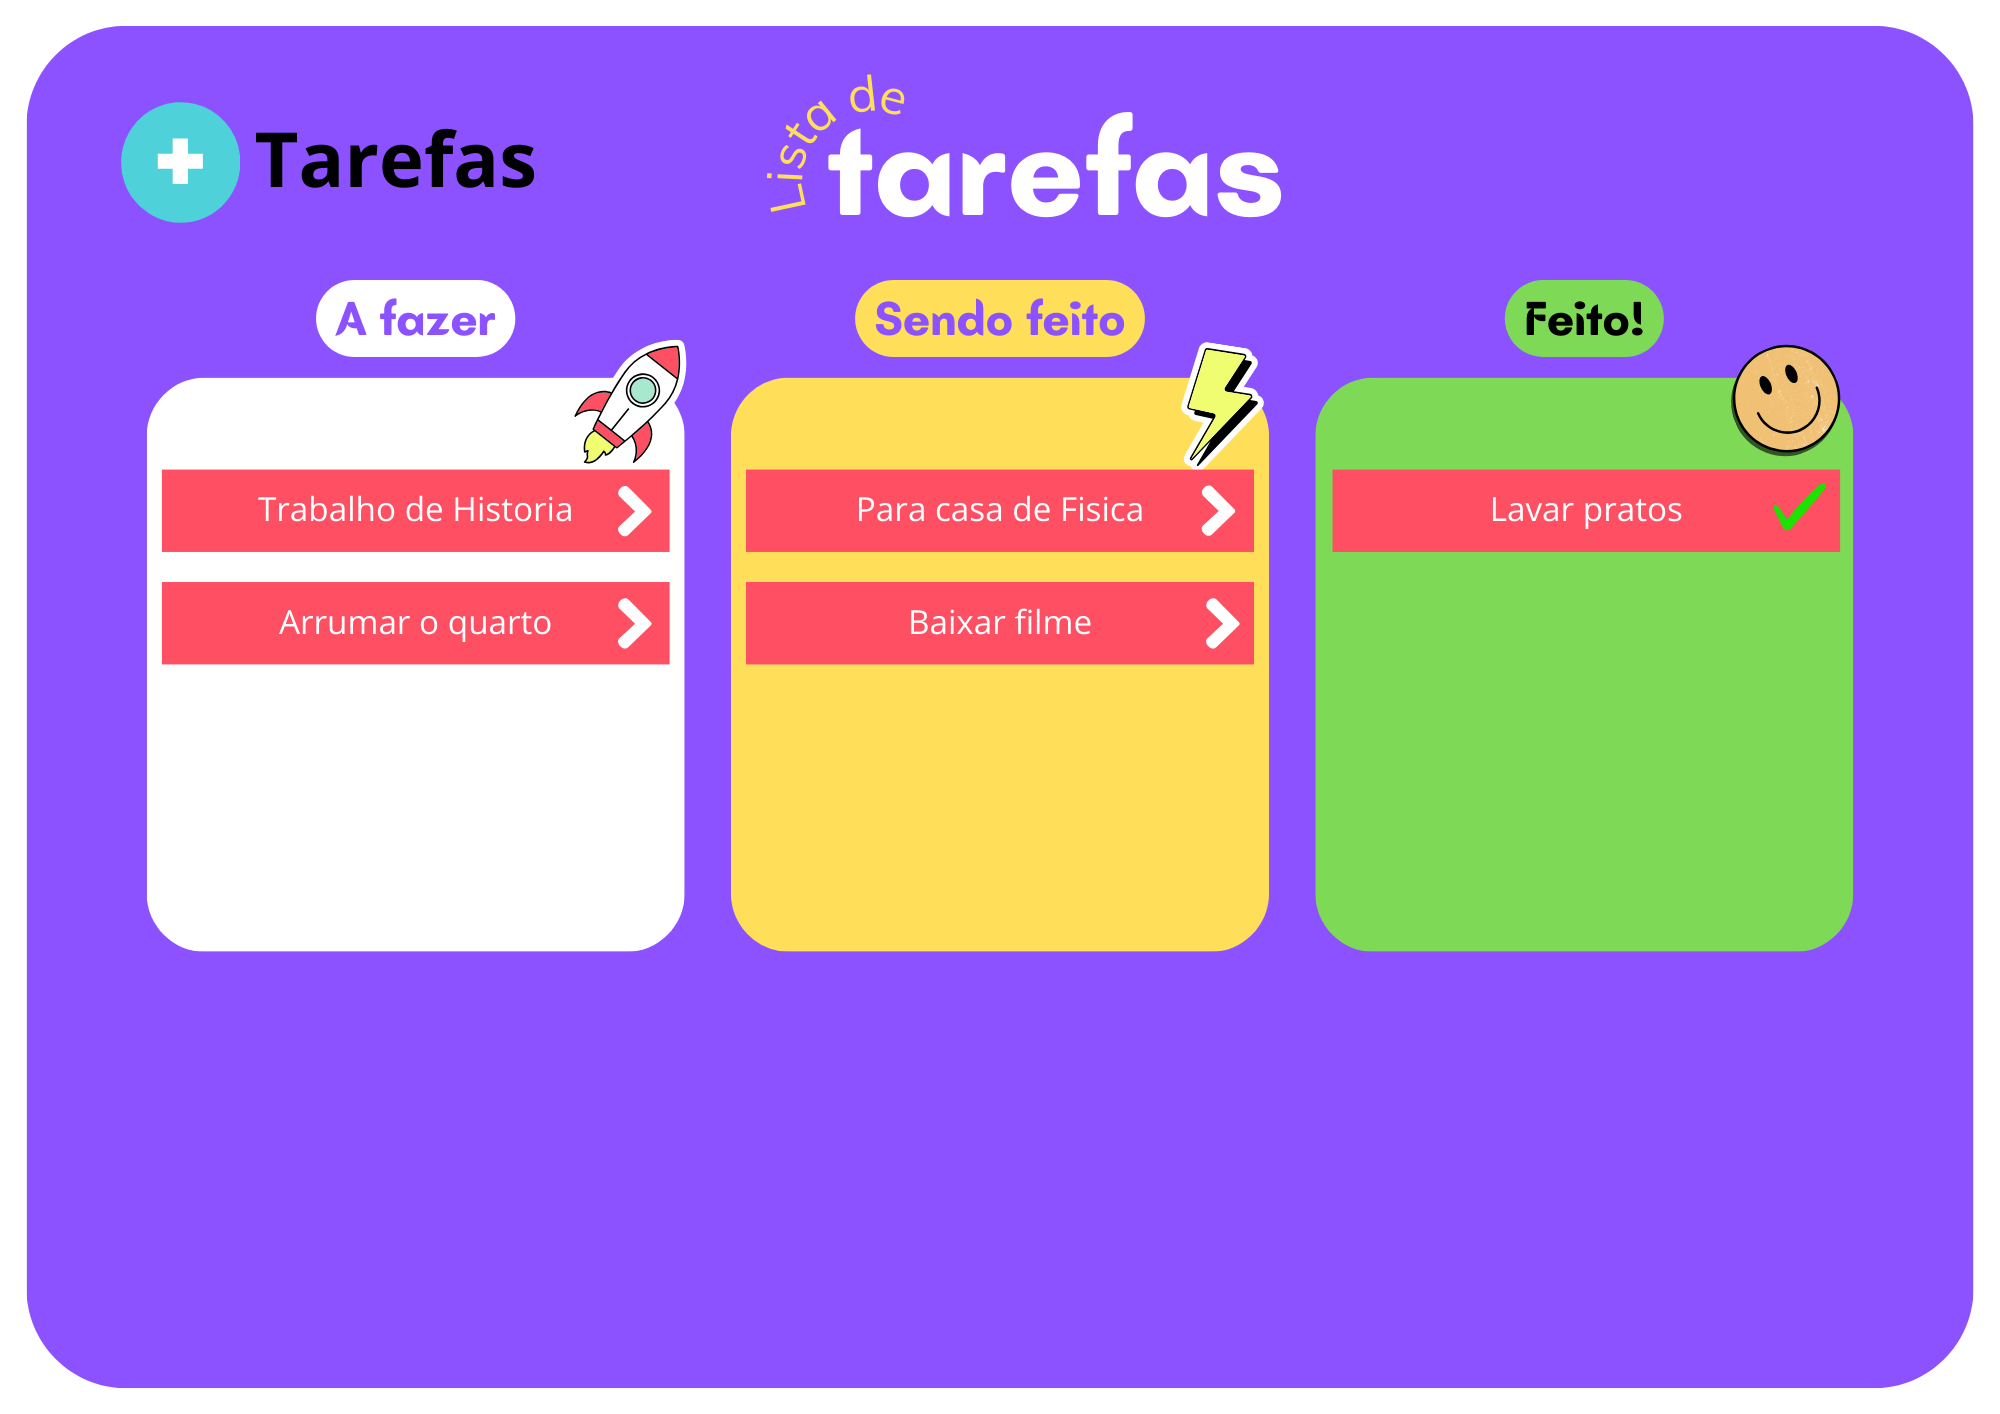 Tarefas
Lista de
tarefas
A fazer
Trabalho de Historia
Arrumar o quarto
Sendo feito
Para casa de Fisica
Baixar filme
Feito!
Lavar pratos